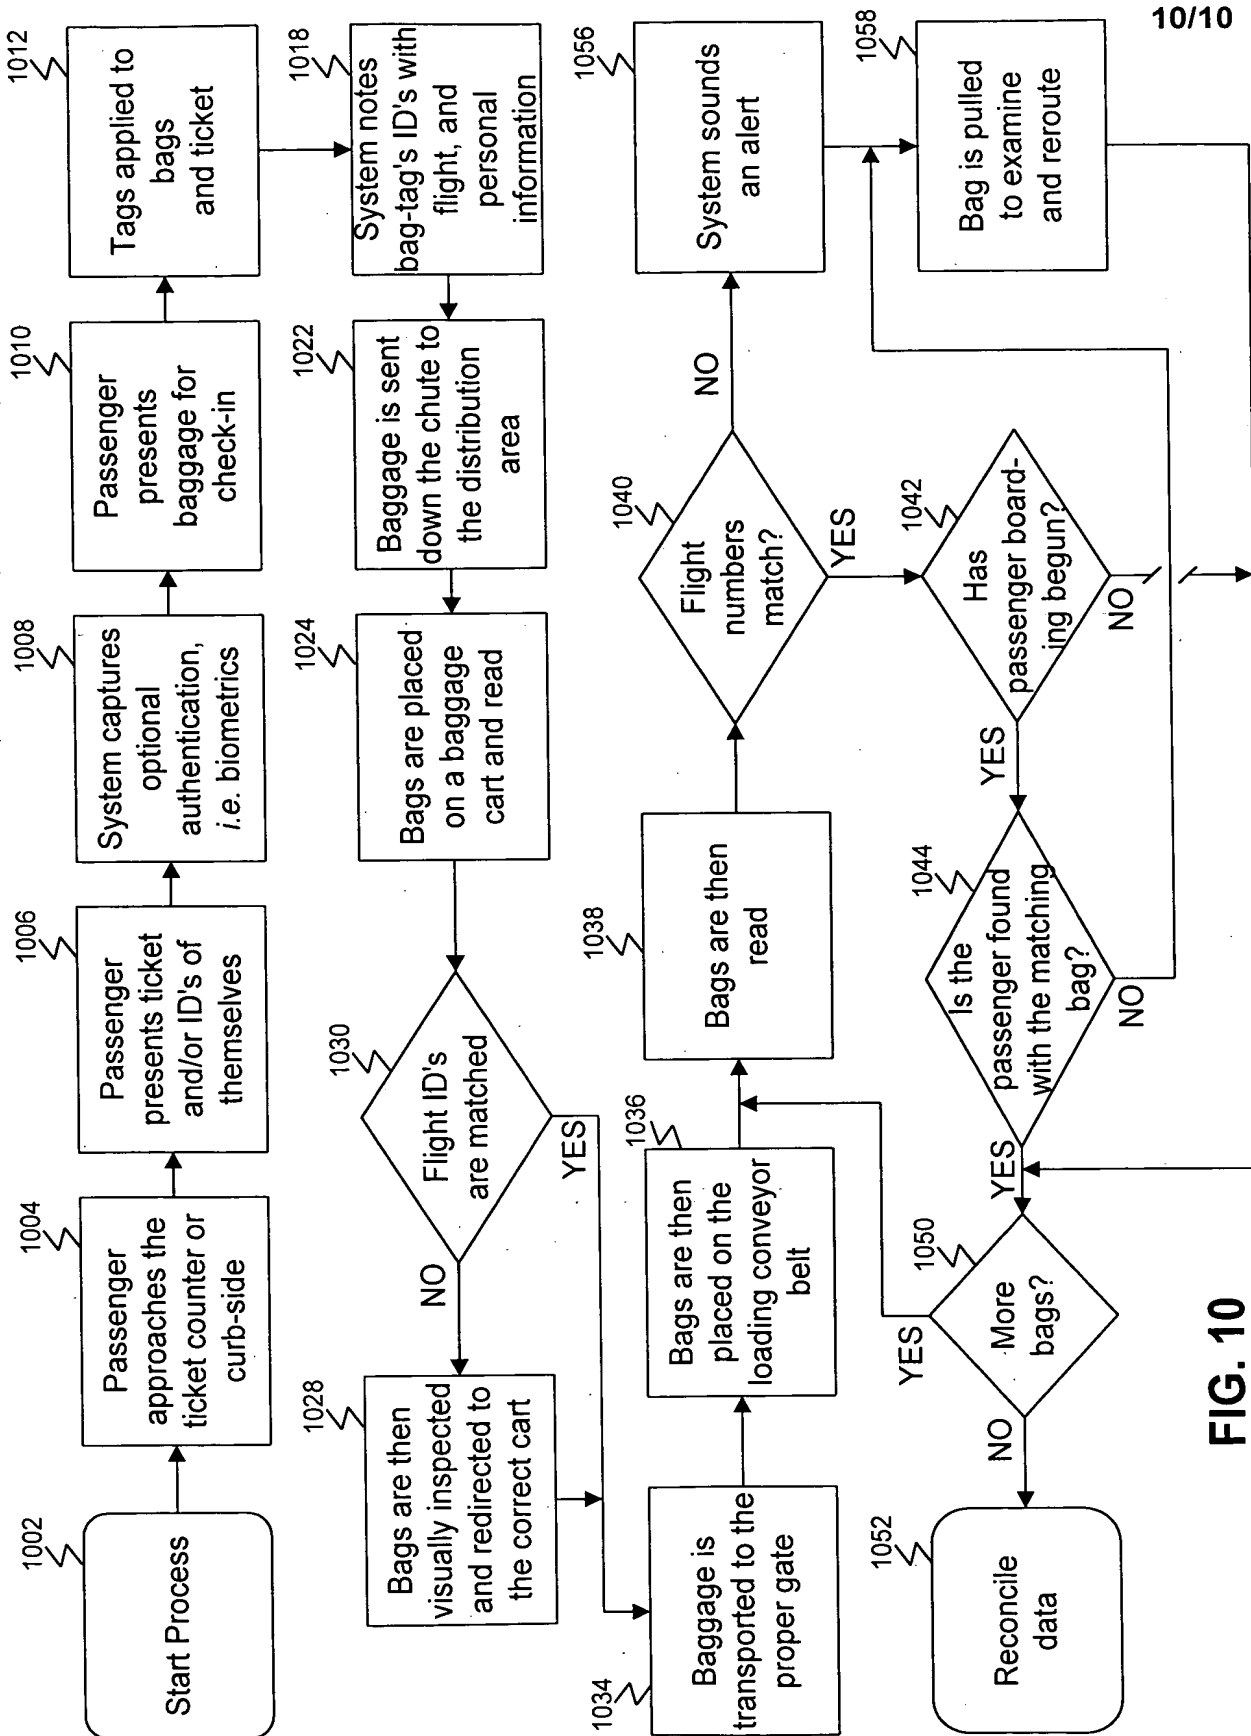 10/10
1002
Start Process
1004
Passenger
approaches the
ticket counter or
curb-side
1006
Passenger
presents ticket
and/or ID's of
themselves
1008
System captures
optional
authentication,
i.e. biometrics
1010
Passenger
presents
baggage for
check-in
1012
Tags applied to
bags
and ticket
1018
System notes
bag-tag's ID's with
flight, and
personal
information
1022
Baggage is sent
down the chute to
the distribution
area
1024
Bags are placed
on a baggage
cart and read
1030
Flight ID's
are matched
NO
YES
1028
Bags are then
visually inspected
and redirected to
the correct cart
1034
Baggage is
transported to the
proper gate
1036
Bags are then
placed on the
loading conveyor
belt
1038
Bags are then
read
1040
Flight
numbers
match?
NO
YES
1056
System sounds
an alert
1058
Bag is pulled
to examine
and reroute
1042
Has
passenger board-
ing begun?
NO
YES
1044
Is the
passenger found
with the matching
bag?
NO
YES
1050
More
bags?
YES
NO
1052
Reconcile
data
FIG. 10